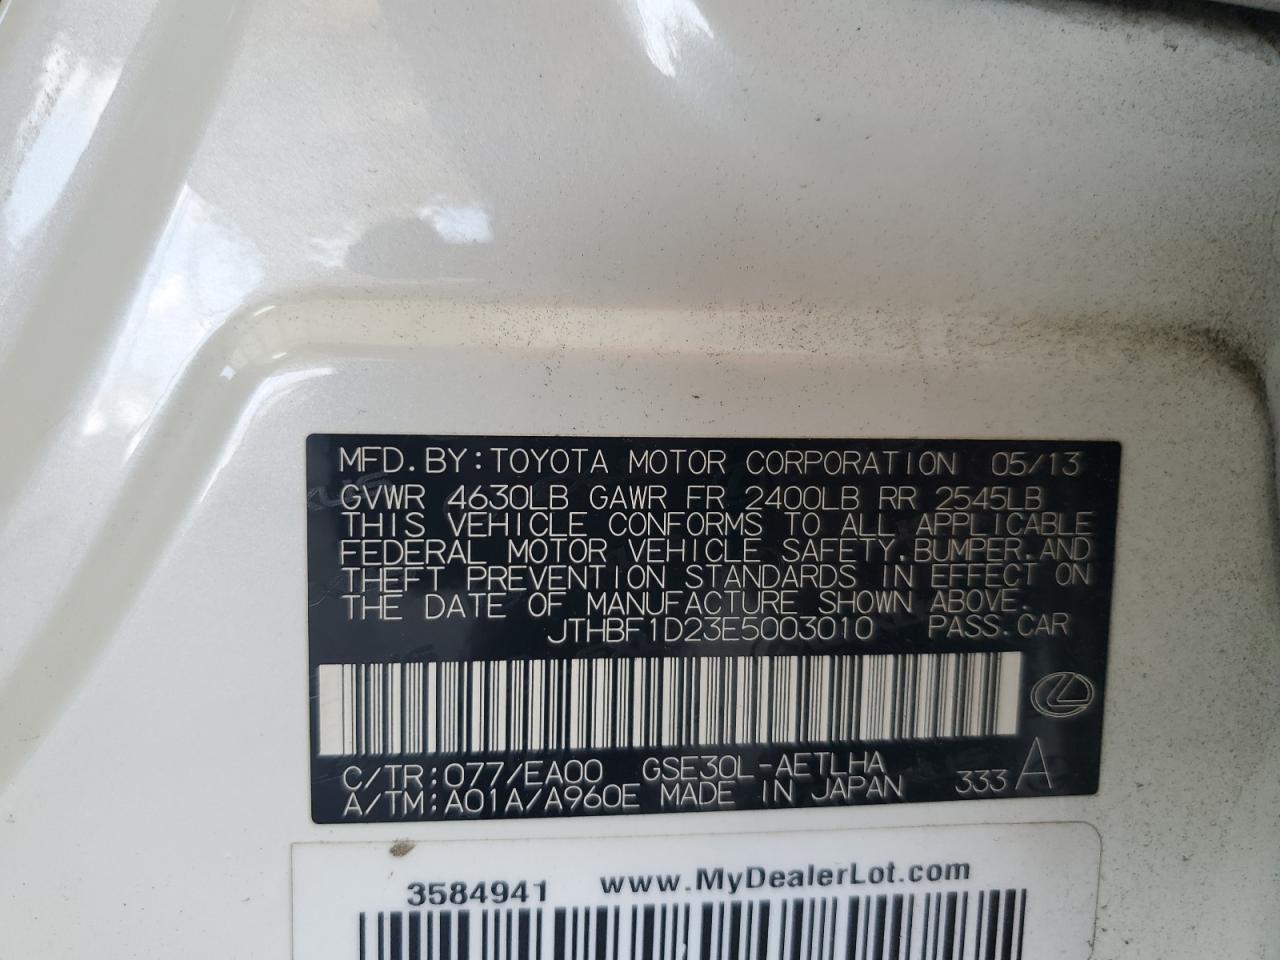 MFD.BY:TOYOTA MOTOR CORPORATION 05/13
GVWR 4630LB GAWR FR 2400LB RR 2545LB
THIS VEHICLE CONFORMS TO ALL APPLICABLE
FEDERAL MOTOR VEHICLE SAFETY,BUMPER,AND
THEFT PREVENTION STANDARDS IN EFFECT ON
THE DATE OF MANUFACTURE SHOWN ABOVE.
JTHBF1D23E5003010 PASS.CAR
C/TR:077/EA00 GSE30L-AETLHA
A/TM:A01A/A960E MADE IN JAPAN 333 A
3584941 www.MyDealerLot.com